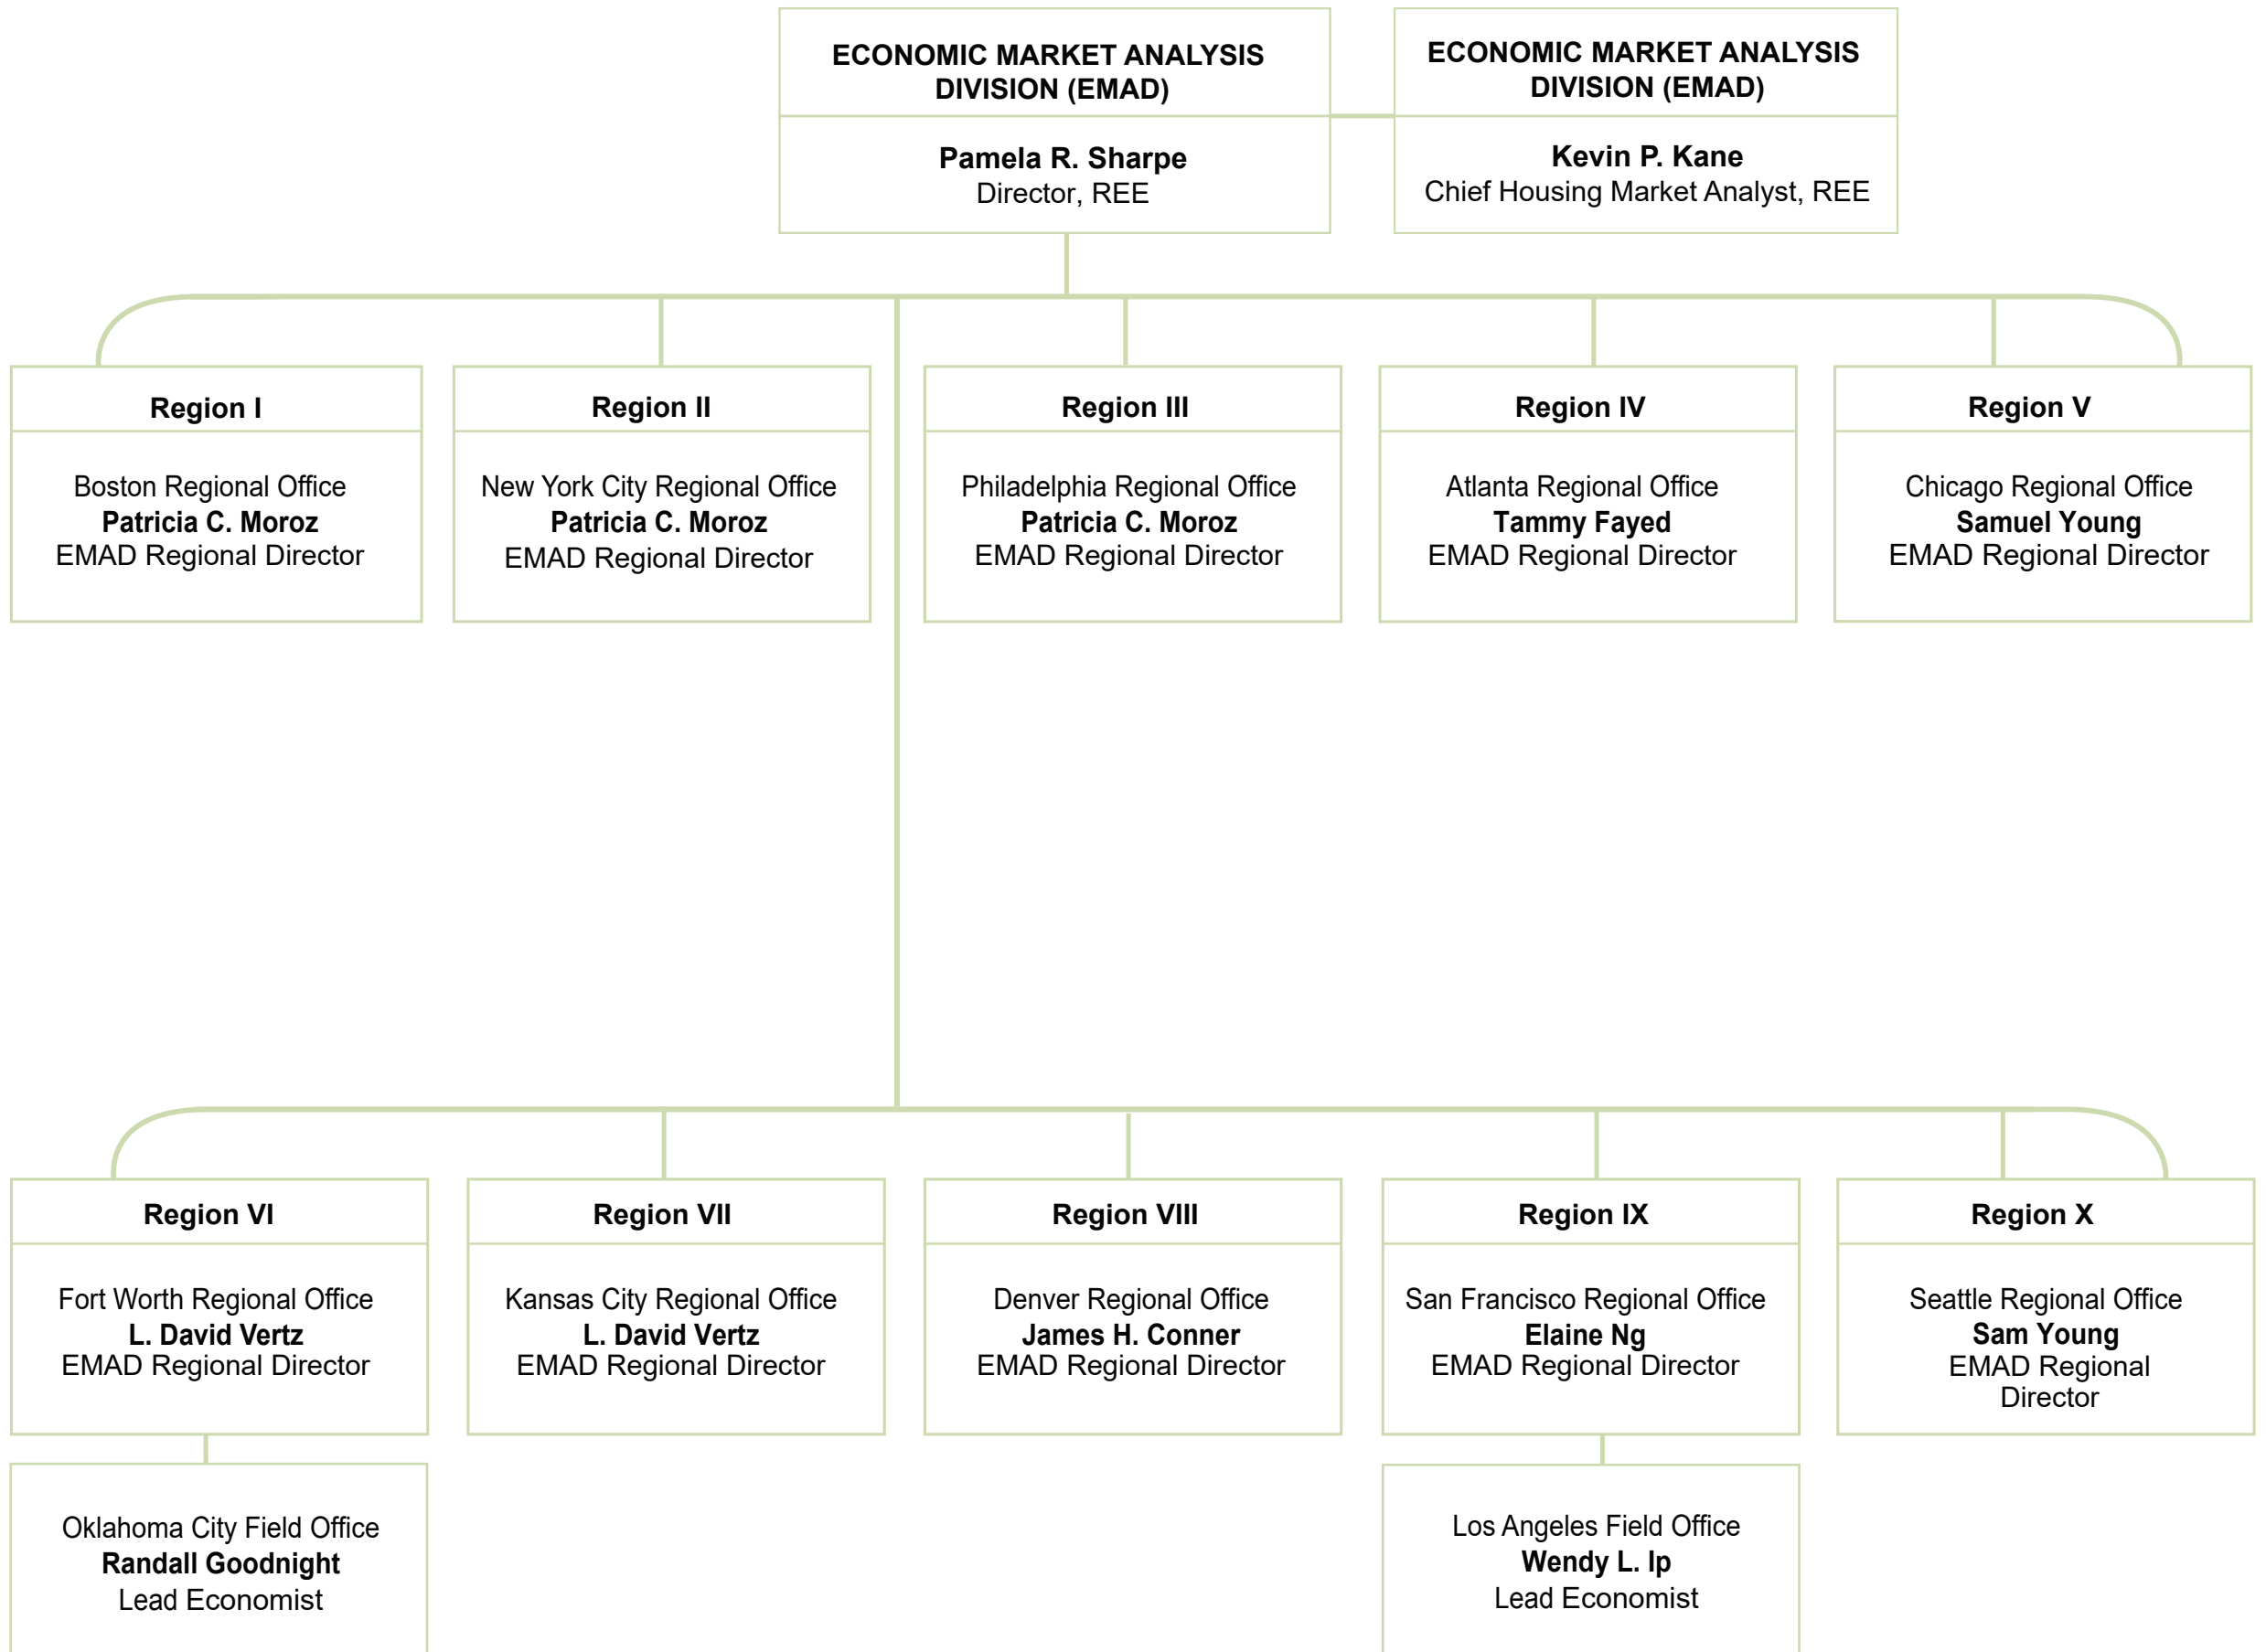 ECONOMIC MARKET ANALYSIS
DIVISION (EMAD)
Pamela R. Sharpe
Director, REE
ECONOMIC MARKET ANALYSIS
DIVISION (EMAD)
Kevin P. Kane
Chief Housing Market Analyst, REE
Region I
Boston Regional Office
Patricia C. Moroz
EMAD Regional Director
Region II
New York City Regional Office
Patricia C. Moroz
EMAD Regional Director
Region III
Philadelphia Regional Office
Patricia C. Moroz
EMAD Regional Director
Region IV
Atlanta Regional Office
Tammy Fayed
EMAD Regional Director
Region V
Chicago Regional Office
Samuel Young
EMAD Regional Director
Region VI
Fort Worth Regional Office
L. David Vertz
EMAD Regional Director
Region VII
Kansas City Regional Office
L. David Vertz
EMAD Regional Director
Region VIII
Denver Regional Office
James H. Conner
EMAD Regional Director
Region IX
San Francisco Regional Office
Elaine Ng
EMAD Regional Director
Region X
Seattle Regional Office
Sam Young
EMAD Regional
Director
Oklahoma City Field Office
Randall Goodnight
Lead Economist
Los Angeles Field Office
Wendy L. Ip
Lead Economist